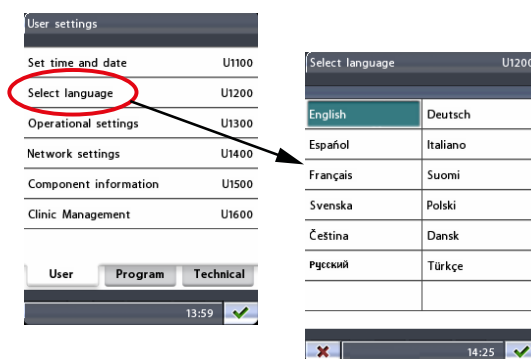 User settings
Set time and date U1100
Select language U1200
Operational settings U1300
Network settings U1400
Component information U1500
Clinic Management U1600
User Program Technical
13:59
Select language U1200
English Deutsch
Español Italiano
Français Suomi
Svenska Polski
Čeština Dansk
Русский Türkçe
14:25